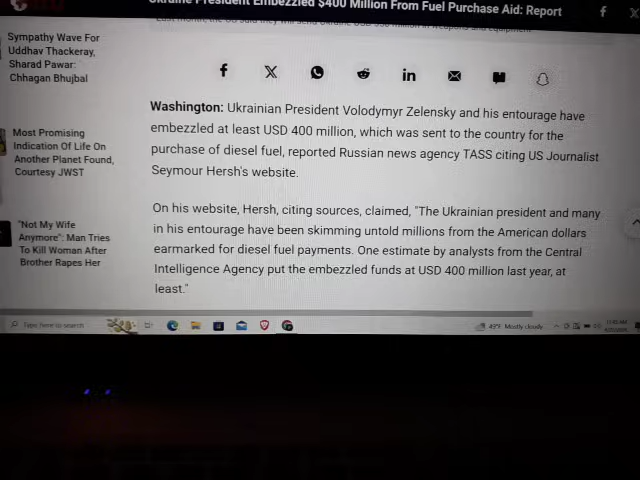 Ukraine President Embezzled $400 Million From Fuel Purchase Aid: Report
Sympathy Wave For
Uddhav Thackeray,
Sharad Pawar:
Chhagan Bhujbal
Most Promising
Indication Of Life On
Another Planet Found,
Courtesy JWST
"Not My Wife
Anymore": Man Tries
To Kill Woman After
Brother Rapes Her
Washington: Ukrainian President Volodymyr Zelensky and his entourage have
embezzled at least USD 400 million, which was sent to the country for the
purchase of diesel fuel, reported Russian news agency TASS citing US Journalist
Seymour Hersh's website.
On his website, Hersh, citing sources, claimed, "The Ukrainian president and many
in his entourage have been skimming untold millions from the American dollars
earmarked for diesel fuel payments. One estimate by analysts from the Central
Intelligence Agency put the embezzled funds at USD 400 million last year, at
least."
Type here to search
49°F Mostly cloudy